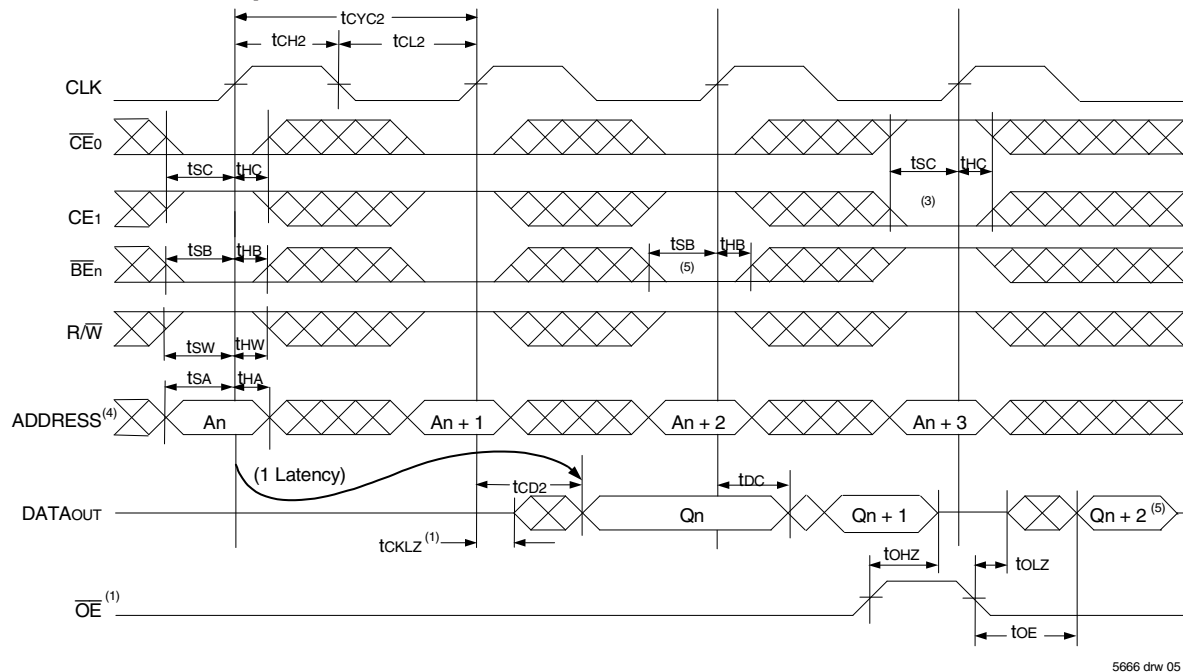 tCYC2
tCH2 tCL2
CLK
CE0
tSC tHC tSC tHC
(3)
CE1
tSB tHB tSB tHB
(5)
BEn
R/W
tSW tHW
tSA tHA
ADDRESS(4) An An + 1 An + 2 An + 3
(1 Latency)
tCD2 tDC
DATAOUT Qn Qn + 1 Qn + 2 (5)
tCKLZ (1)
tOHZ tOLZ
OE (1)
tOE
5666 drw 05